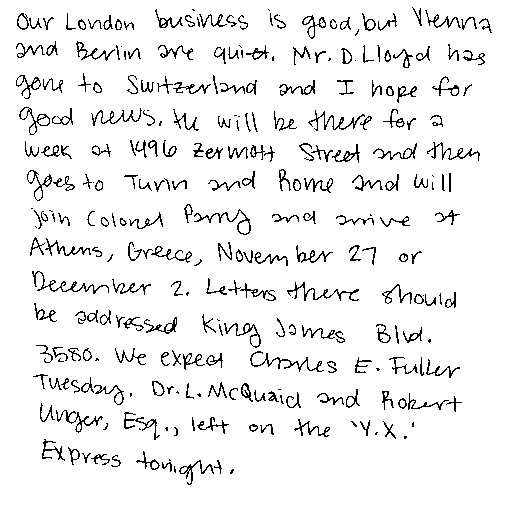 Our London business is good, but Vienna
and Berlin are quiet. Mr. D. Lloyd has
gone to Switzerland and I hope for
good news. He will be there for a
week at 1496 Zermott Street and then
goes to Turin and Rome and will
join Colonel Parry and arrive at
Athens, Greece, November 27 or
December 2. Letters there should
be addressed King James Blvd.
3580. We expect Charles E. Fuller
Tuesday. Dr. L. McQuaid and Robert
Unger, Esq., left on the 'Y.X.'
Express tonight.